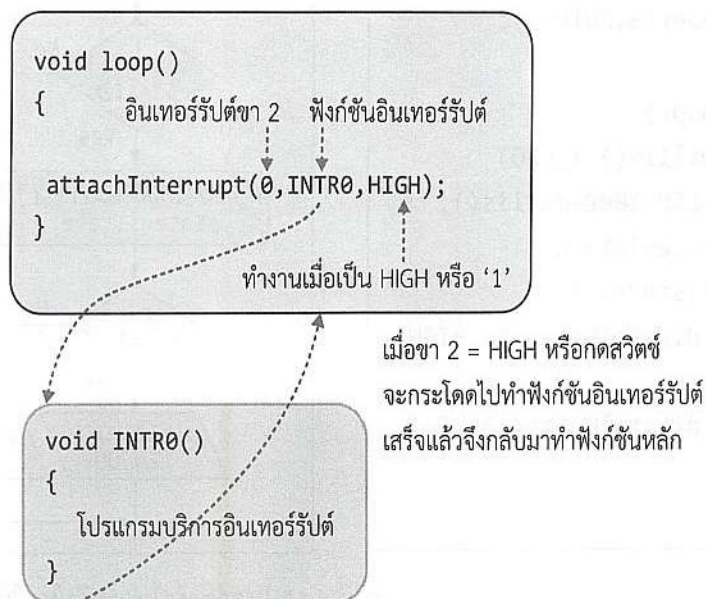 void loop()
{
อินเทอร์รัปต์ขา 2 ฟังก์ชันอินเทอร์รัปต์
attachInterrupt(0,INTR0,HIGH);
}
ทำงานเมื่อเป็น HIGH หรือ ‘1’
เมื่อขา 2 = HIGH หรือกดสวิตช์
จะกระโดดไปทำฟังก์ชันอินเทอร์รัปต์
เสร็จแล้วจึงกลับมาทำฟังก์ชันหลัก
void INTR0()
{
โปรแกรมบริการอินเทอร์รัปต์
}